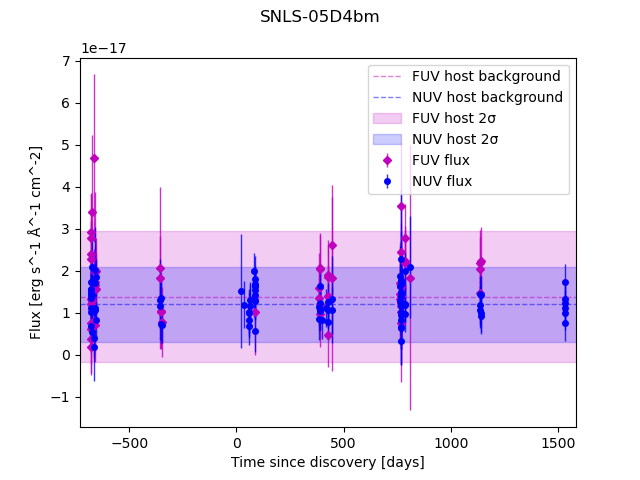 SNLS-05D4bm
1e−17
7
6
5
4
3
2
1
0
−1
−500
0
500
1000
1500
Time since discovery [days]
Flux [erg s^-1 Å^-1 cm^-2]
FUV host background
NUV host background
FUV host 2σ
NUV host 2σ
FUV flux
NUV flux